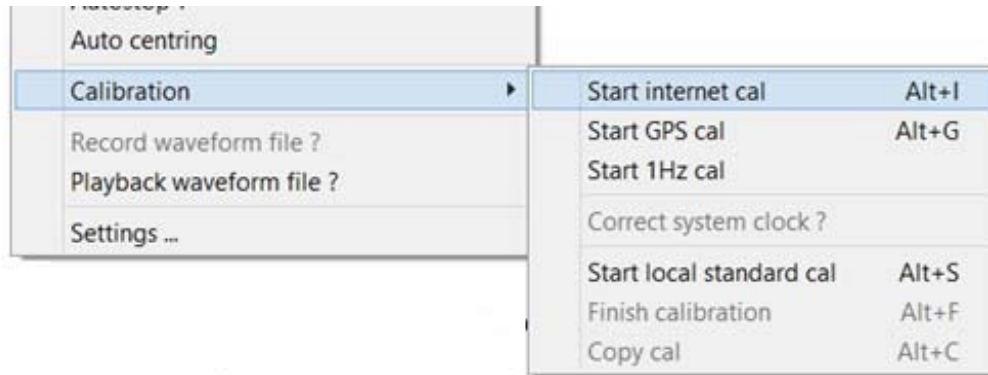 Auto centring
Calibration
Record waveform file ?
Playback waveform file ?
Settings ...
Start internet cal Alt+I
Start GPS cal Alt+G
Start 1Hz cal
Correct system clock ?
Start local standard cal Alt+S
Finish calibration Alt+F
Copy cal Alt+C